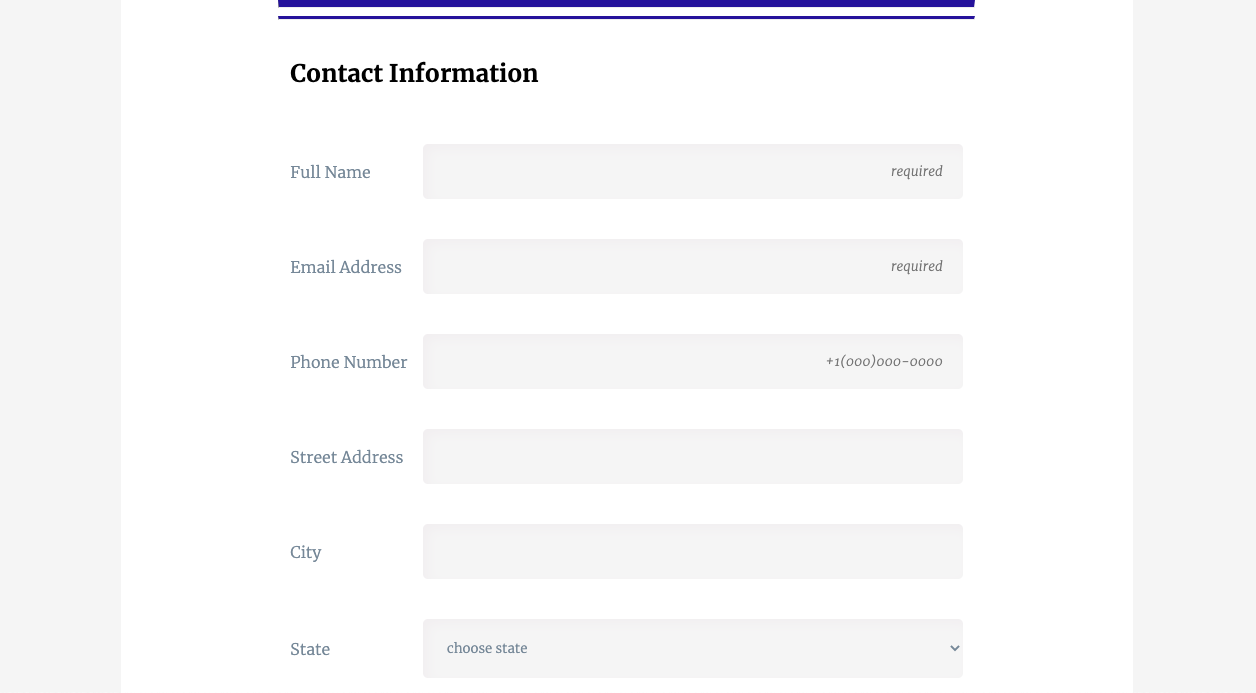 Contact Information
Full Name required
Email Address required
Phone Number +1(000)000-0000
Street Address
City
State choose state